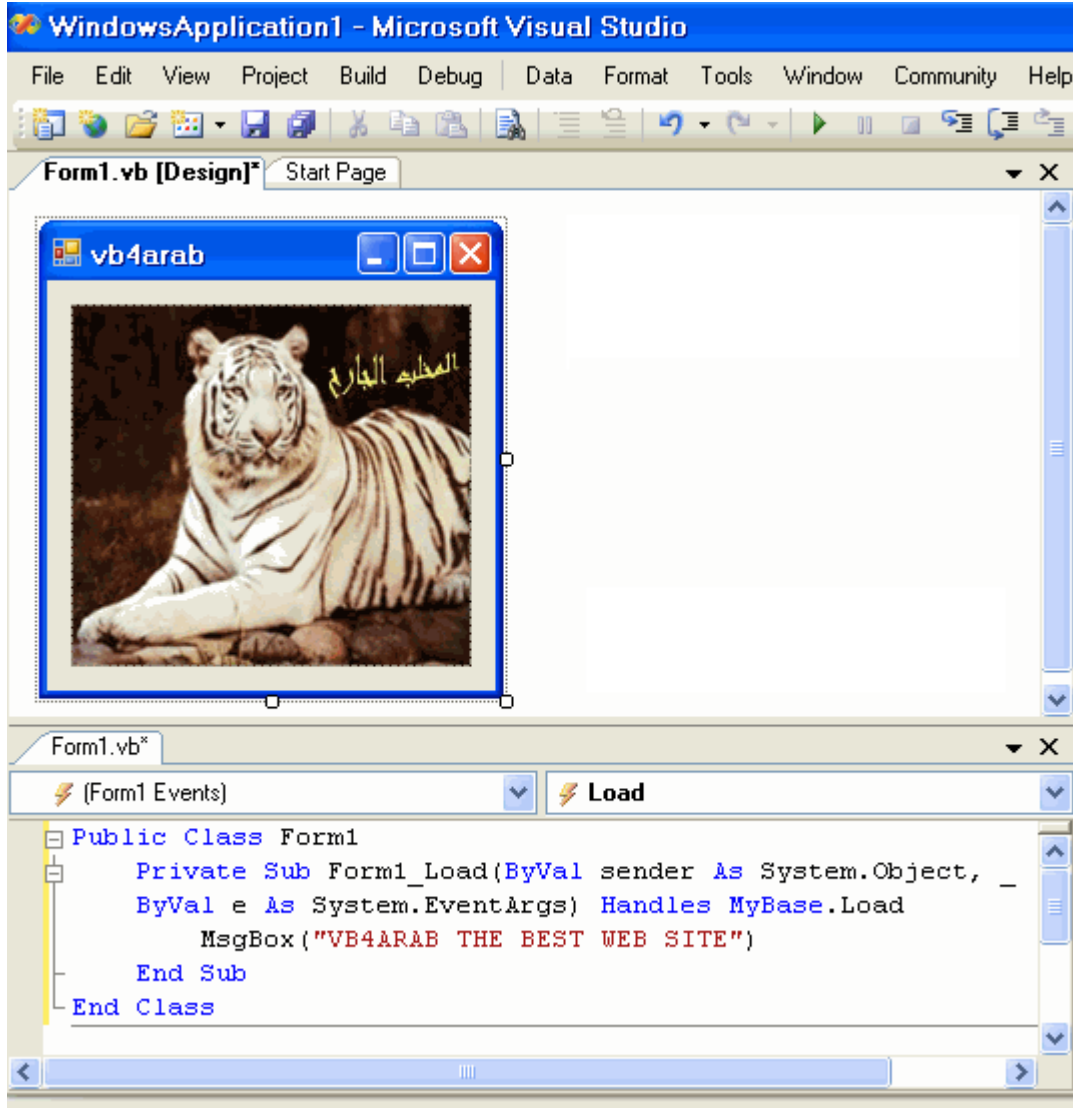 WindowsApplication1 - Microsoft Visual Studio
File Edit View Project Build Debug Data Format Tools Window Community Help
Form1.vb [Design]* Start Page
vb4arab
المخلب الجارح
Form1.vb*
(Form1 Events) Load
Public Class Form1
Private Sub Form1_Load(ByVal sender As System.Object, _
ByVal e As System.EventArgs) Handles MyBase.Load
MsgBox("VB4ARAB THE BEST WEB SITE")
End Sub
End Class